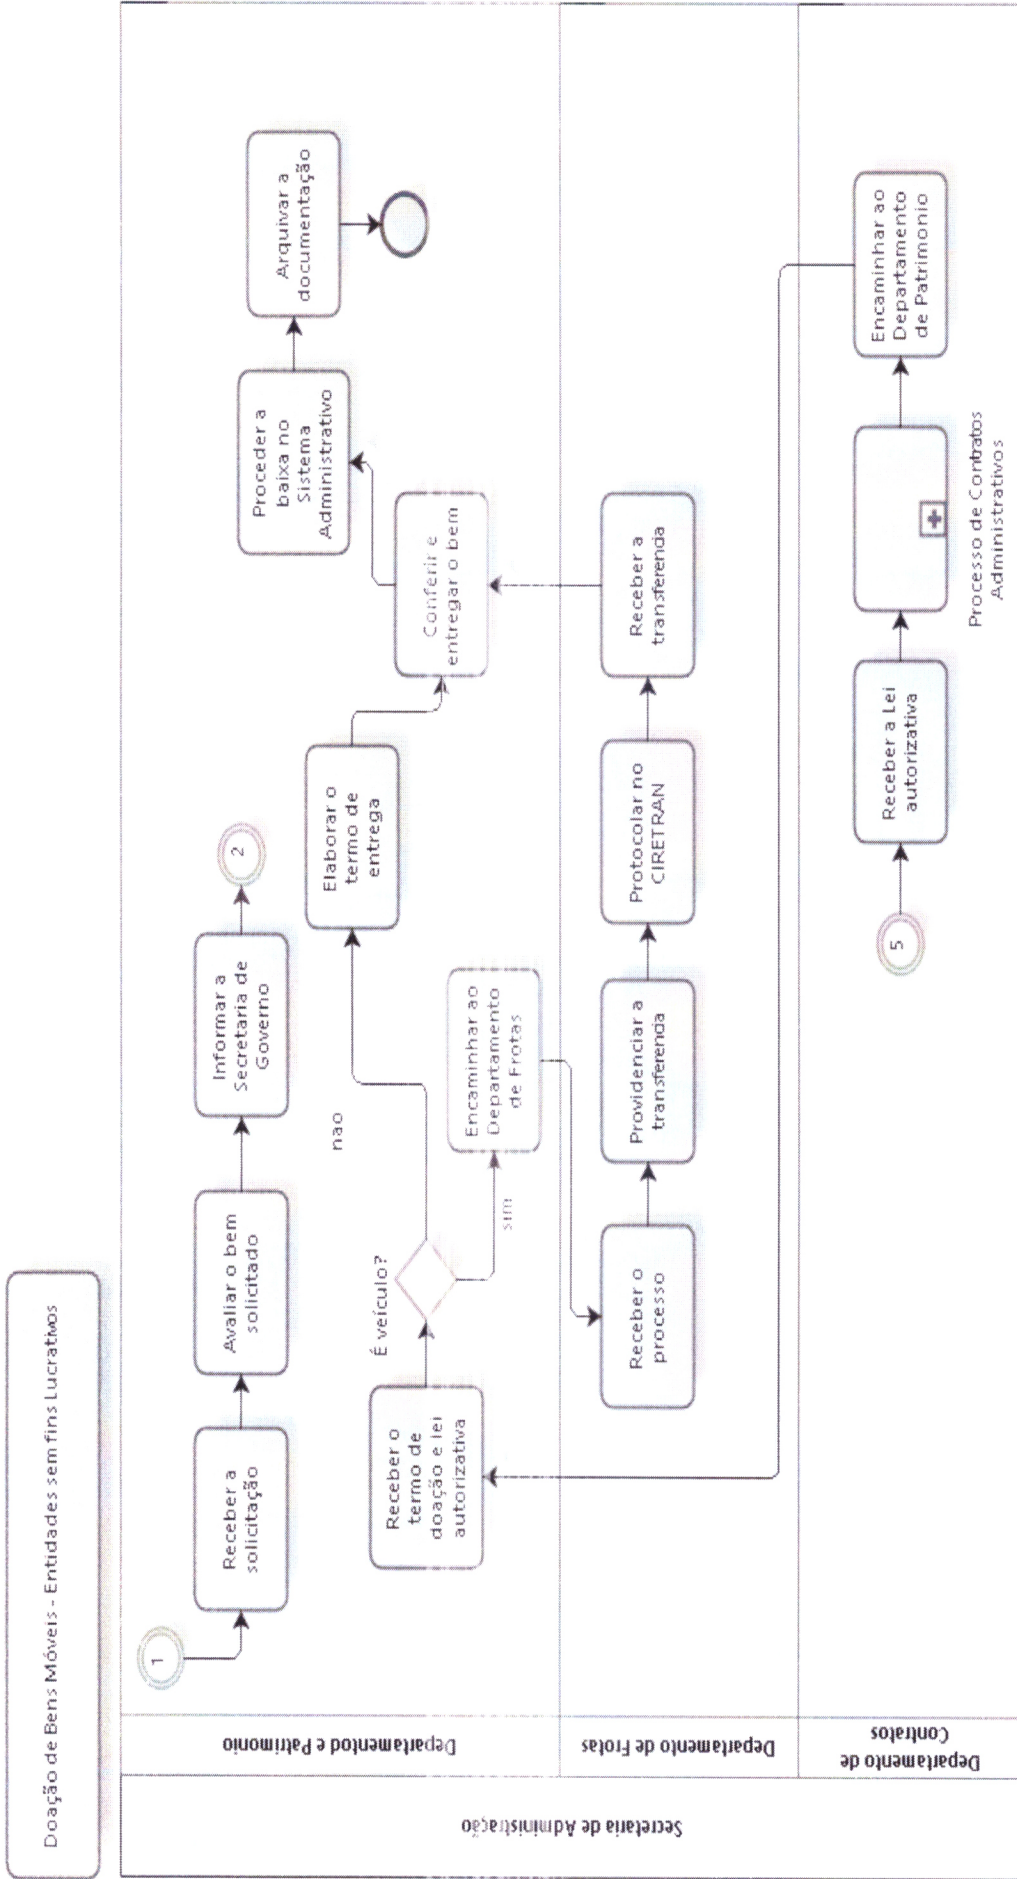 Doação de Bens Móveis - Entidades sem fins Lucrativos
Secretaria de Administração
Departamentod e Patrimonio
1
Receber a
solicitação
Avaliar o bem
solicitado
Informar a
Secretaria de
Governo
2
Receber o
termo de
doação e lei
autorizativa
É veículo?
nao
sim
Elaborar o
termo de
entrega
Encaminhar ao
Departamento
de Frotas
Conferir e
entregar o bem
Proceder a
baixa no
Sistema
Administrativo
Arquivar a
documentação
Departamento de Frotas
Receber o
processo
Providenciar a
transferencia
Protocolar no
CIRETRAN
Receber a
transferencia
Departamento de
Contratos
5
Receber a Lei
autorizativa
Processo de Contratos
Administrativos
Encaminhar ao
Departamento
de Patrimonio